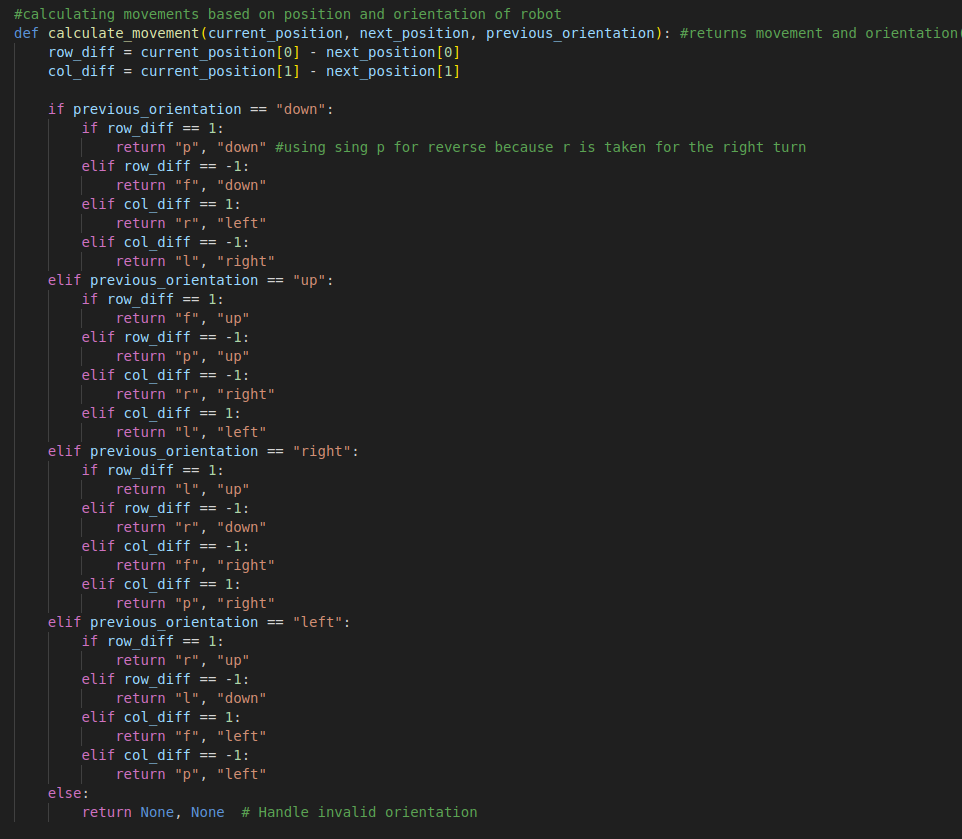 #calculating movements based on position and orientation of robot
def calculate_movement(current_position, next_position, previous_orientation): #returns movement and orientation(
    row_diff = current_position[0] - next_position[0]
    col_diff = current_position[1] - next_position[1]

    if previous_orientation == "down":
        if row_diff == 1:
            return "p", "down" #using sing p for reverse because r is taken for the right turn
        elif row_diff == -1:
            return "f", "down"
        elif col_diff == 1:
            return "r", "left"
        elif col_diff == -1:
            return "l", "right"
    elif previous_orientation == "up":
        if row_diff == 1:
            return "f", "up"
        elif row_diff == -1:
            return "p", "up"
        elif col_diff == -1:
            return "r", "right"
        elif col_diff == 1:
            return "l", "left"
    elif previous_orientation == "right":
        if row_diff == 1:
            return "l", "up"
        elif row_diff == -1:
            return "r", "down"
        elif col_diff == -1:
            return "f", "right"
        elif col_diff == 1:
            return "p", "right"
    elif previous_orientation == "left":
        if row_diff == 1:
            return "r", "up"
        elif row_diff == -1:
            return "l", "down"
        elif col_diff == 1:
            return "f", "left"
        elif col_diff == -1:
            return "p", "left"
    else:
        return None, None  # Handle invalid orientation